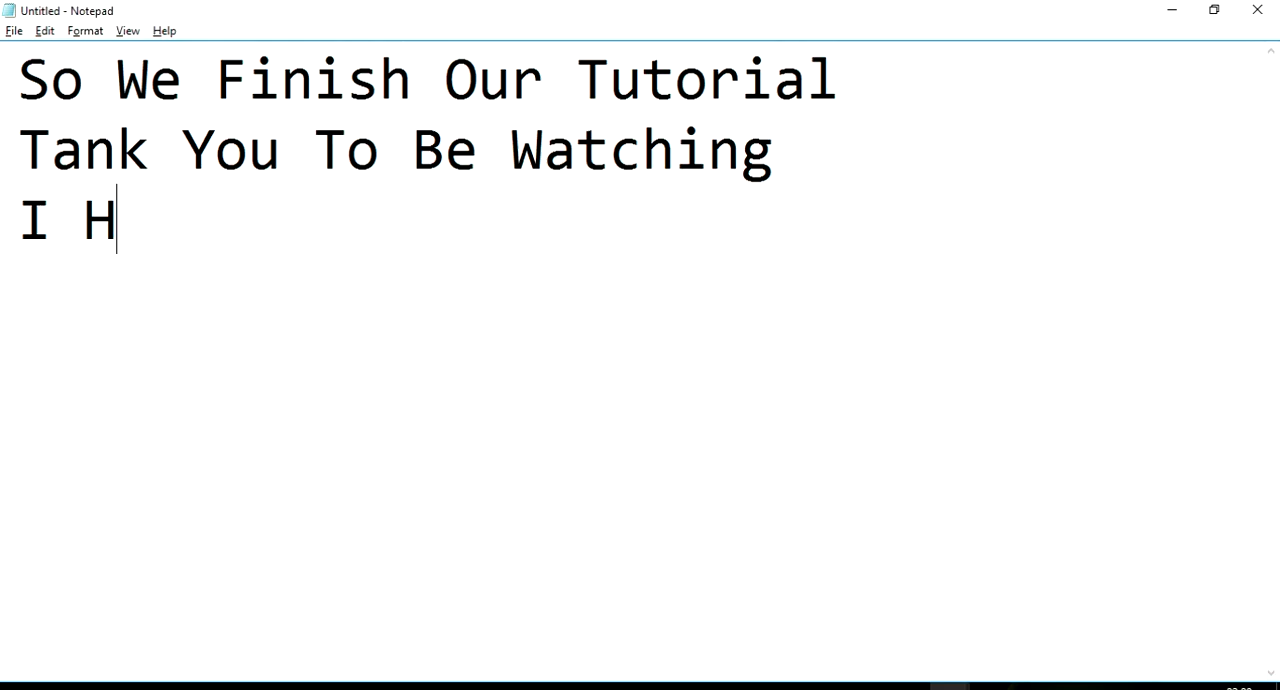 Untitled - Notepad
File Edit Format View Help
So We Finish Our Tutorial
Tank You To Be Watching
I H